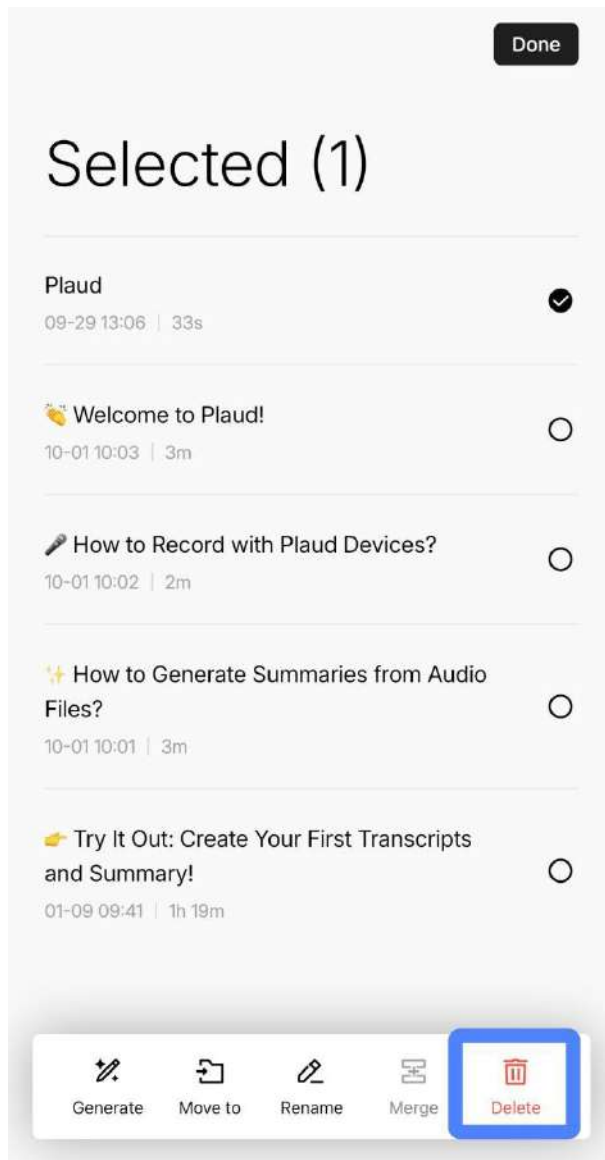 Done
Selected (1)
Plaud
09-29 13:06 | 33s
👏 Welcome to Plaud!
10-01 10:03 | 3m
🎤 How to Record with Plaud Devices?
10-01 10:02 | 2m
✨ How to Generate Summaries from Audio
Files?
10-01 10:01 | 3m
👉 Try It Out: Create Your First Transcripts
and Summary!
01-09 09:41 | 1h 19m
Generate Move to Rename Merge Delete